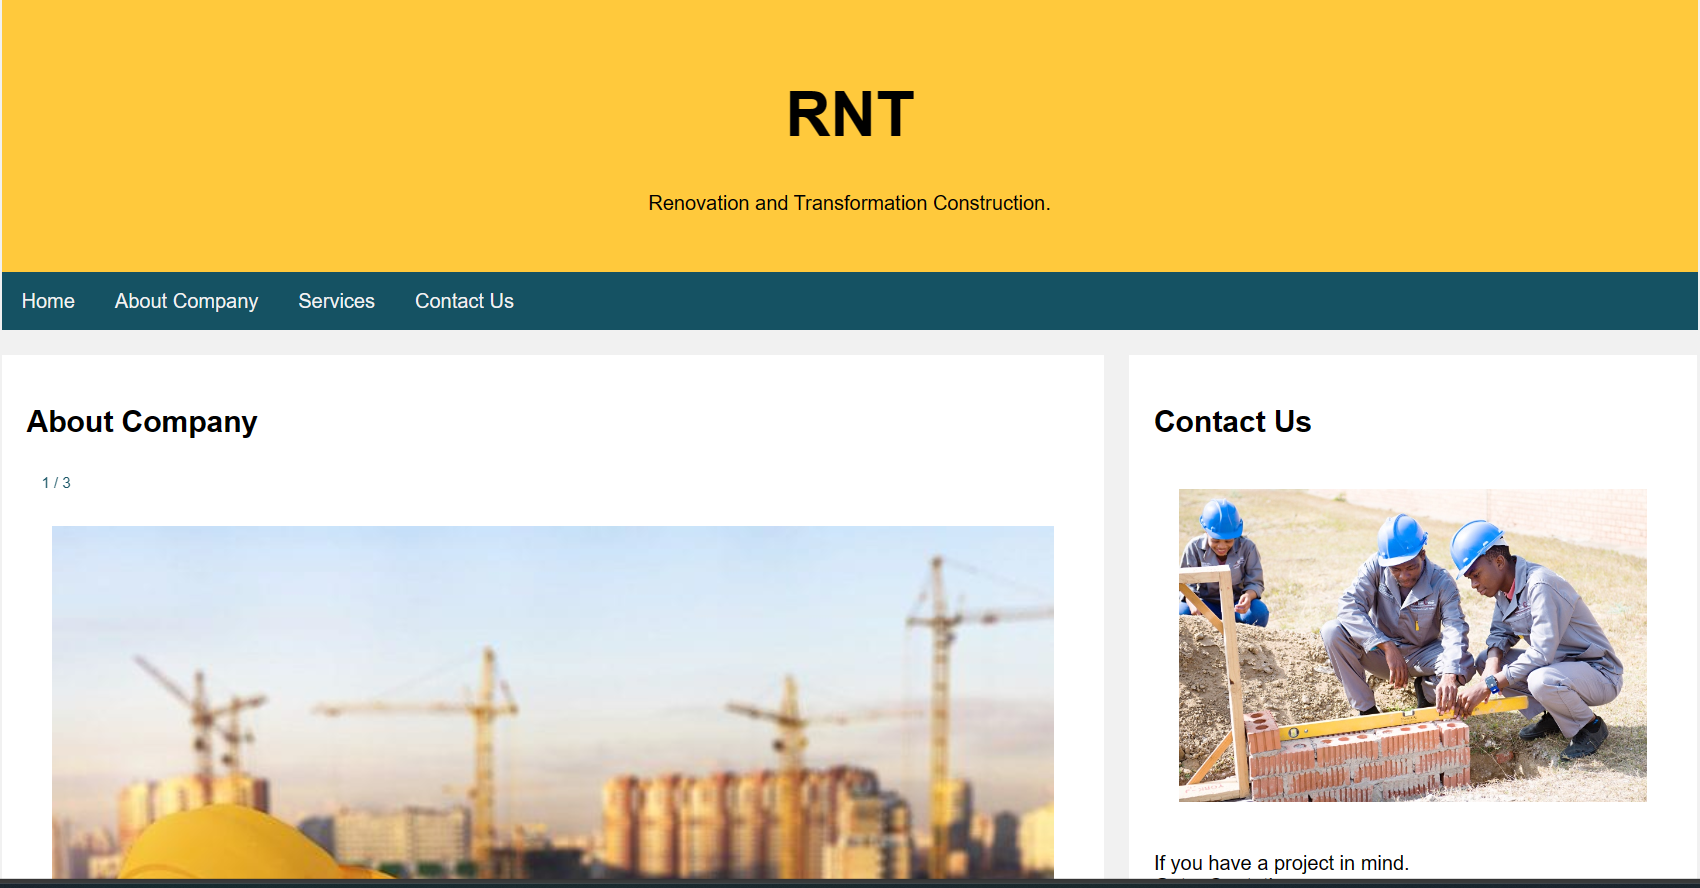 RNT
Renovation and Transformation Construction.
Home About Company Services Contact Us
About Company
1 / 3
Contact Us
If you have a project in mind.